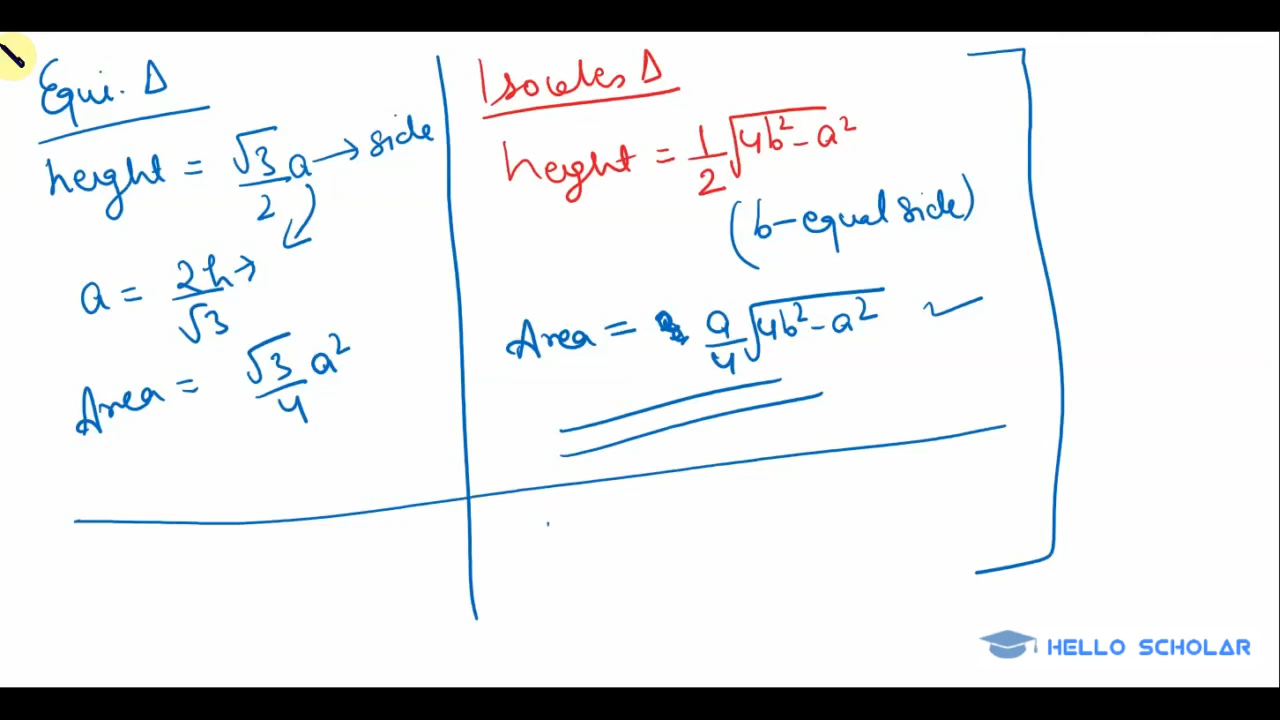 Equi. Δ
height = √3/2 a → side
a = 2h/√3 →
Area = √3/4 a²
Isoceles Δ
height = 1/2 √(4b² - a²)
(b - equal side)
Area = a/4 √(4b² - a²)
HELLO SCHOLAR